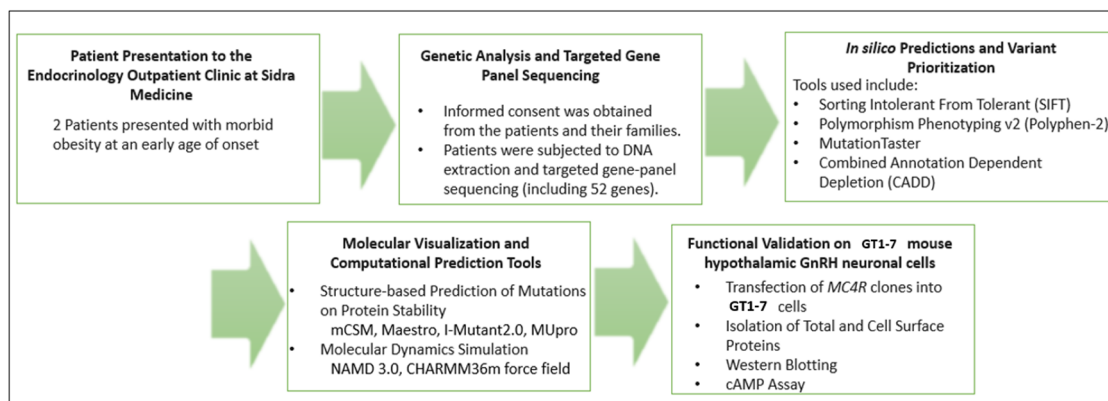 Patient Presentation to the
Endocrinology Outpatient Clinic at Sidra
Medicine
2 Patients presented with morbid
obesity at an early age of onset
Genetic Analysis and Targeted Gene
Panel Sequencing
• Informed consent was obtained
from the patients and their families.
• Patients were subjected to DNA
extraction and targeted gene-panel
sequencing (including 52 genes).
In silico Predictions and Variant
Prioritization
Tools used include:
• Sorting Intolerant From Tolerant (SIFT)
• Polymorphism Phenotyping v2 (Polyphen-2)
• MutationTaster
• Combined Annotation Dependent
Depletion (CADD)
Molecular Visualization and
Computational Prediction Tools
• Structure-based Prediction of Mutations
on Protein Stability
mCSM, Maestro, I-Mutant2.0, MUpro
• Molecular Dynamics Simulation
NAMD 3.0, CHARMM36m force field
Functional Validation on GT1-7 mouse
hypothalamic GnRH neuronal cells
• Transfection of MC4R clones into
GT1-7 cells
• Isolation of Total and Cell Surface
Proteins
• Western Blotting
• cAMP Assay